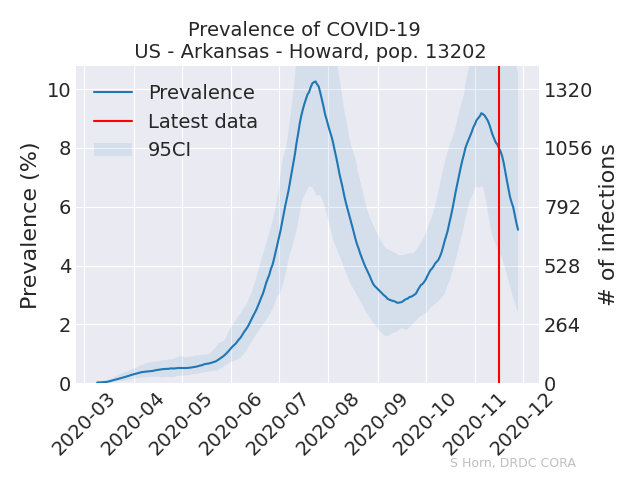 Prevalence of COVID-19
US - Arkansas - Howard, pop. 13202
Prevalence
Latest data
95CI
Prevalence (%)
10
8
6
4
2
0
# of infections
1320
1056
792
528
264
0
2020-03
2020-04
2020-05
2020-06
2020-07
2020-08
2020-09
2020-10
2020-11
2020-12
S Horn, DRDC CORA